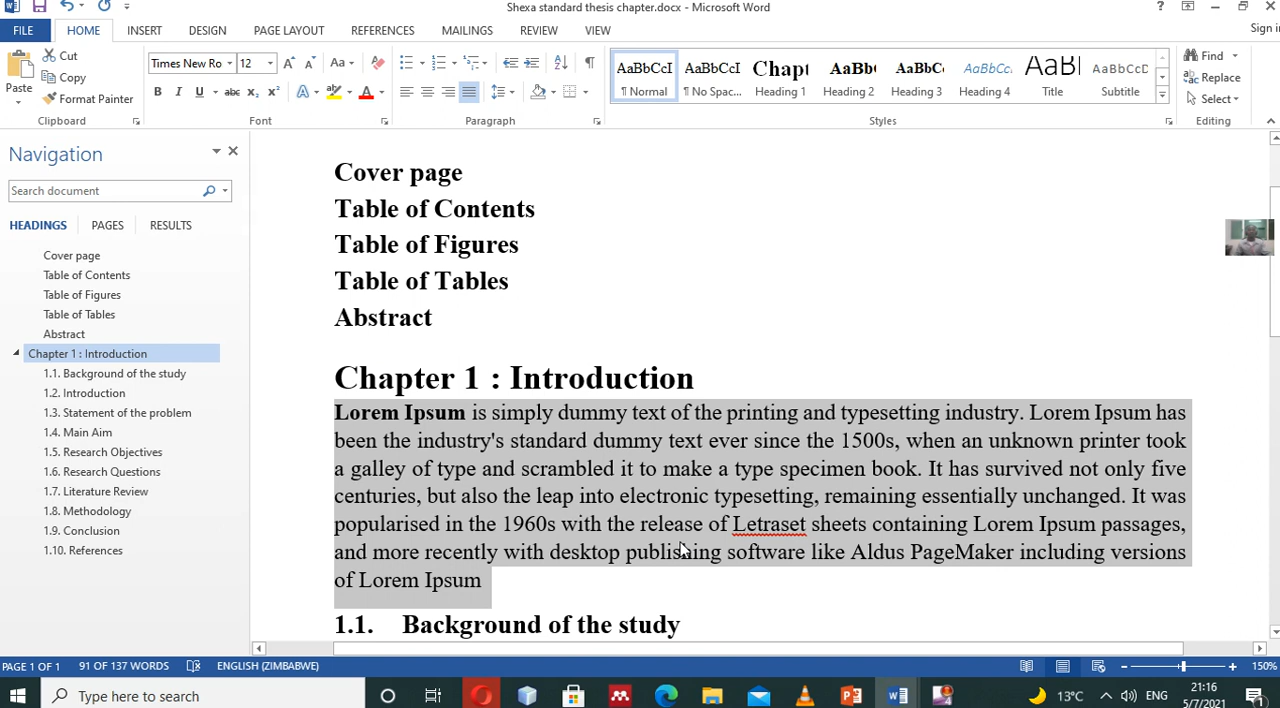 Shexa standard thesis chapter.docx - Microsoft Word
?
FILE HOME INSERT DESIGN PAGE LAYOUT REFERENCES MAILINGS REVIEW VIEW
Sign in
Paste
Cut
Copy
Format Painter
Clipboard
Times New Ro 12
Font
Paragraph
AaBbCcI ¶ Normal
AaBbCcI ¶ No Spac...
Chapt Heading 1
AaBb Heading 2
AaBbC Heading 3
AaBbCc Heading 4
AaBl Title
AaBbCcD Subtitle
Styles
Find
Replace
Select
Editing
Navigation
Search document
HEADINGS PAGES RESULTS
Cover page
Table of Contents
Table of Figures
Table of Tables
Abstract
Chapter 1 : Introduction
1.1. Background of the study
1.2. Introduction
1.3. Statement of the problem
1.4. Main Aim
1.5. Research Objectives
1.6. Research Questions
1.7. Literature Review
1.8. Methodology
1.9. Conclusion
1.10. References
Cover page
Table of Contents
Table of Figures
Table of Tables
Abstract
Chapter 1 : Introduction
Lorem Ipsum is simply dummy text of the printing and typesetting industry. Lorem Ipsum has
been the industry's standard dummy text ever since the 1500s, when an unknown printer took
a galley of type and scrambled it to make a type specimen book. It has survived not only five
centuries, but also the leap into electronic typesetting, remaining essentially unchanged. It was
popularised in the 1960s with the release of Letraset sheets containing Lorem Ipsum passages,
and more recently with desktop publishing software like Aldus PageMaker including versions
of Lorem Ipsum
1.1. Background of the study
PAGE 1 OF 1 91 OF 137 WORDS ENGLISH (ZIMBABWE)
150%
Type here to search
13°C
ENG
21:16
5/7/2021